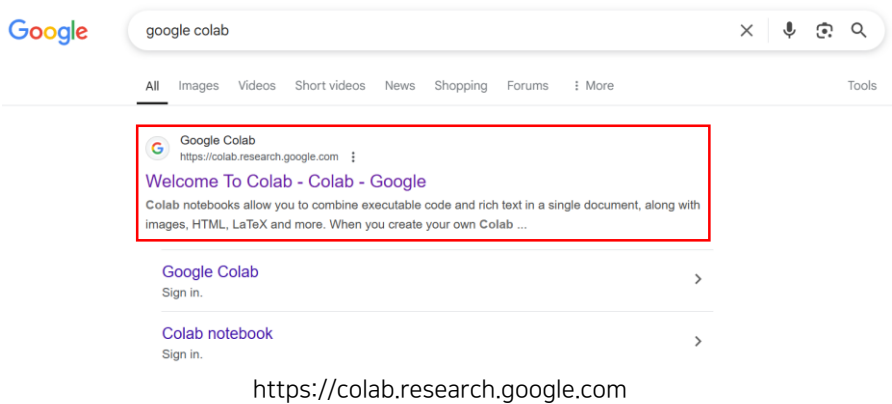 Google
google colab
All Images Videos Short videos News Shopping Forums More Tools
G
Google Colab
https://colab.research.google.com
Welcome To Colab - Colab - Google
Colab notebooks allow you to combine executable code and rich text in a single document, along with
images, HTML, LaTeX and more. When you create your own Colab ...
Google Colab
Sign in.
Colab notebook
Sign in.
https://colab.research.google.com